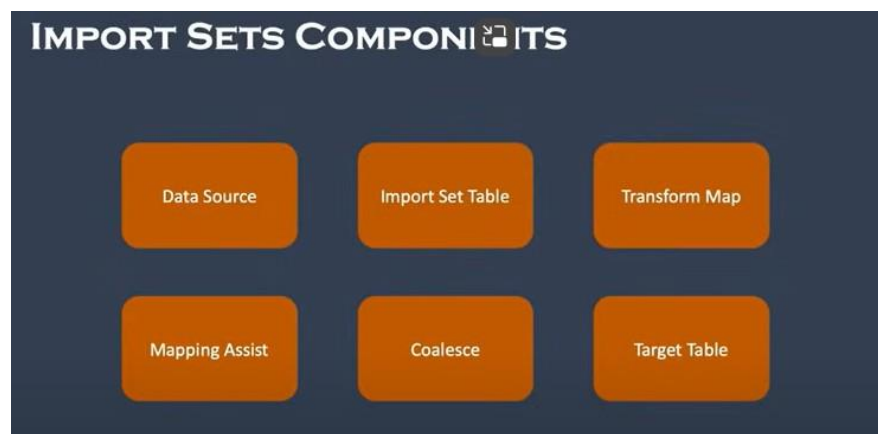 IMPORT SETS
Data Source
Import Set Table
Transform Map
Mapping Assist
Coalesce
Target Table